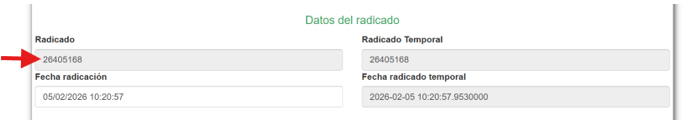 Datos del radicado
Radicado
Radicado Temporal
26405168
26405168
Fecha radicación
Fecha radicado temporal
05/02/2026 10:20:57
2026-02-05 10:20:57.9530000